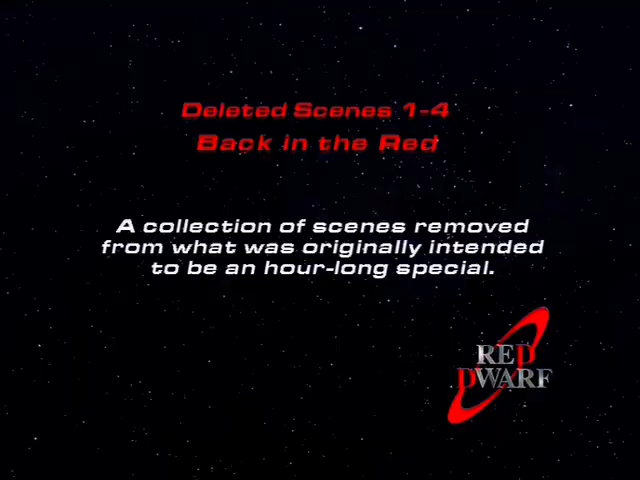 Deleted Scenes 1-4
Back in the Red
A collection of scenes removed
from what was originally intended
to be an hour-long special.
RED
DWARF